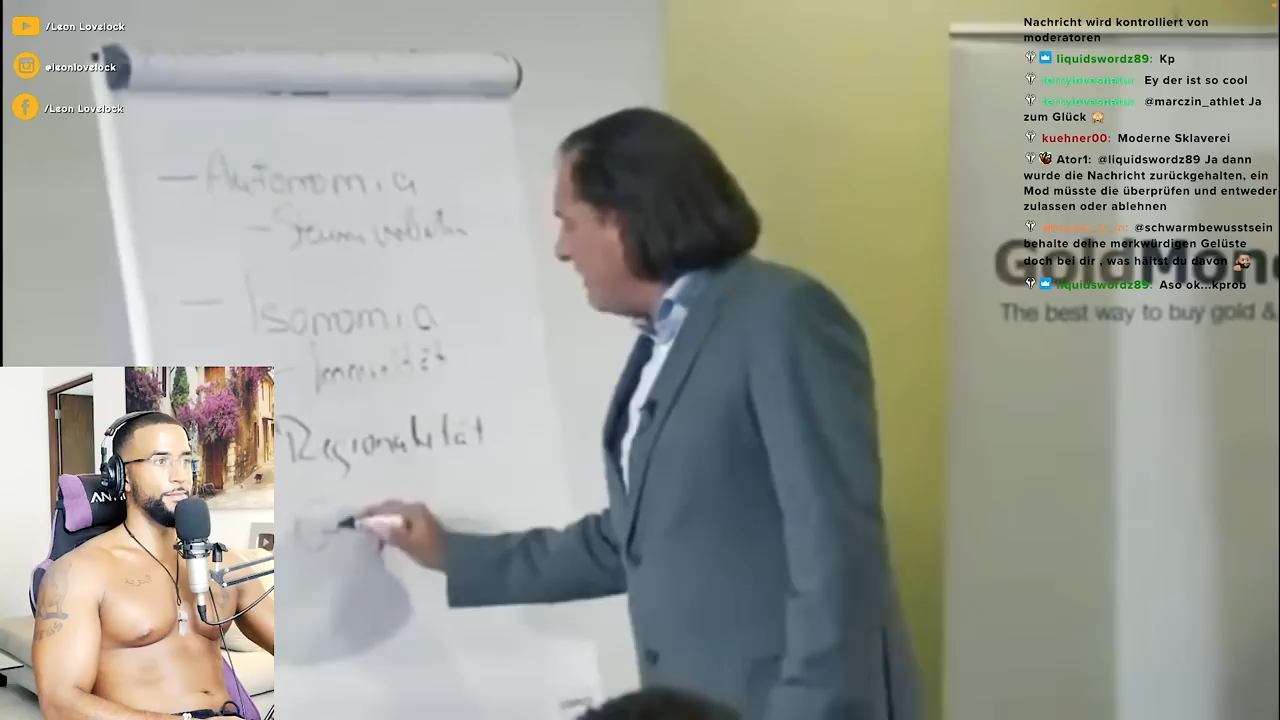 /Leon Lovelock
@leonlovelock
/Leon Lovelock
Autonomia
Isonomia
Regionalität
Nachricht wird kontrolliert von
moderatoren
liquidswordz89: Kp
Ey der ist so cool
@marczin_athlet Ja
zum Glück
kuehner00: Moderne Sklaverei
Ator1: @liquidswordz89 Ja dann
wurde die Nachricht zurückgehalten, ein
Mod müsste die überprüfen und entweder
zulassen oder ablehnen
@schwarmbewusstsein
behalte deine merkwürdigen Gelüste
doch bei dir , was hältst du davon
liquidswordz89: Aso ok...kprob
The best way to buy gold &